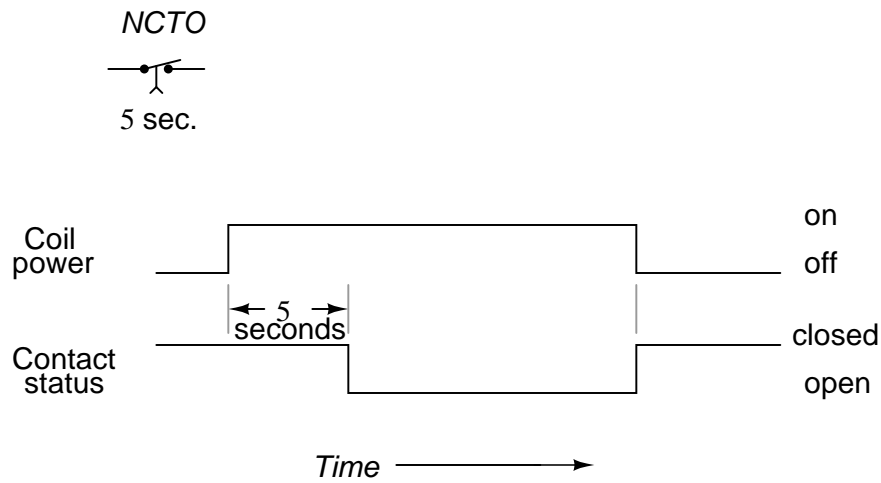 NCTO
5 sec.
Coil
power
on
off
5
seconds
Contact
status
closed
open
Time